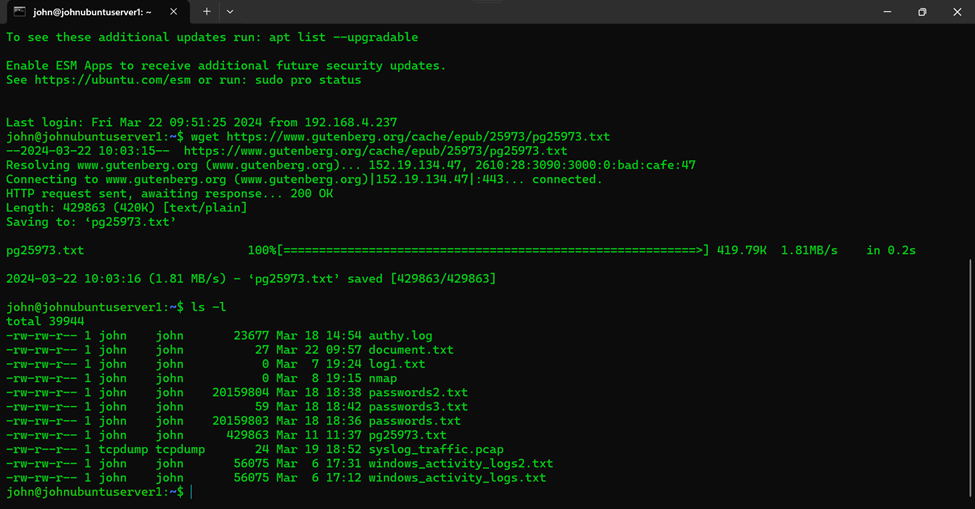 john@johnubuntuserver1: ~
To see these additional updates run: apt list --upgradable
Enable ESM Apps to receive additional future security updates.
See https://ubuntu.com/esm or run: sudo pro status
Last login: Fri Mar 22 09:51:25 2024 from 192.168.4.237
john@johnubuntuserver1:~$ wget https://www.gutenberg.org/cache/epub/25973/pg25973.txt
--2024-03-22 10:03:15--  https://www.gutenberg.org/cache/epub/25973/pg25973.txt
Resolving www.gutenberg.org (www.gutenberg.org)... 152.19.134.47, 2610:28:3090:3000:0:bad:cafe:47
Connecting to www.gutenberg.org (www.gutenberg.org)|152.19.134.47|:443... connected.
HTTP request sent, awaiting response... 200 OK
Length: 429863 (420K) [text/plain]
Saving to: ‘pg25973.txt’
pg25973.txt                       100%[==========================================================>] 419.79K  1.81MB/s    in 0.2s
2024-03-22 10:03:16 (1.81 MB/s) - ‘pg25973.txt’ saved [429863/429863]
john@johnubuntuserver1:~$ ls -l
total 39944
-rw-rw-r-- 1 john    john       23677 Mar 18 14:54 authy.log
-rw-rw-r-- 1 john    john          27 Mar 22 09:57 document.txt
-rw-rw-r-- 1 john    john           0 Mar  7 19:24 log1.txt
-rw-rw-r-- 1 john    john           0 Mar  8 19:15 nmap
-rw-rw-r-- 1 john    john    20159804 Mar 18 18:38 passwords2.txt
-rw-rw-r-- 1 john    john          59 Mar 18 18:42 passwords3.txt
-rw-rw-r-- 1 john    john    20159803 Mar 18 18:36 passwords.txt
-rw-rw-r-- 1 john    john      429863 Mar 11 11:37 pg25973.txt
-rw-r--r-- 1 tcpdump tcpdump       24 Mar 19 18:52 syslog_traffic.pcap
-rw-rw-r-- 1 john    john       56075 Mar  6 17:31 windows_activity_logs2.txt
-rw-rw-r-- 1 john    john       56075 Mar  6 17:12 windows_activity_logs.txt
john@johnubuntuserver1:~$